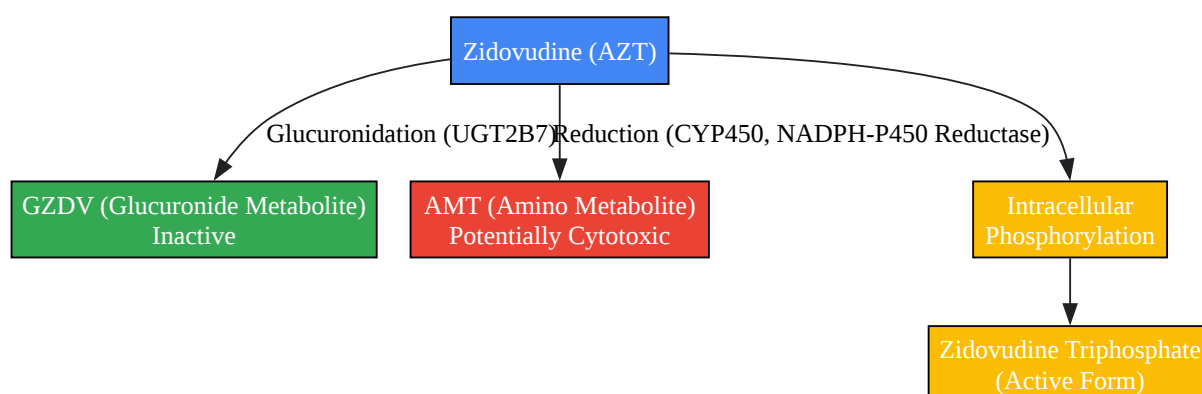 Zidovudine (AZT)
Glucuronidation (UGT2B7)
Reduction (CYP450, NADPH-P450 Reductase)
GZDV (Glucuronide Metabolite)
Inactive
AMT (Amino Metabolite)
Potentially Cytotoxic
Intracellular
Phosphorylation
Zidovudine Triphosphate
(Active Form)